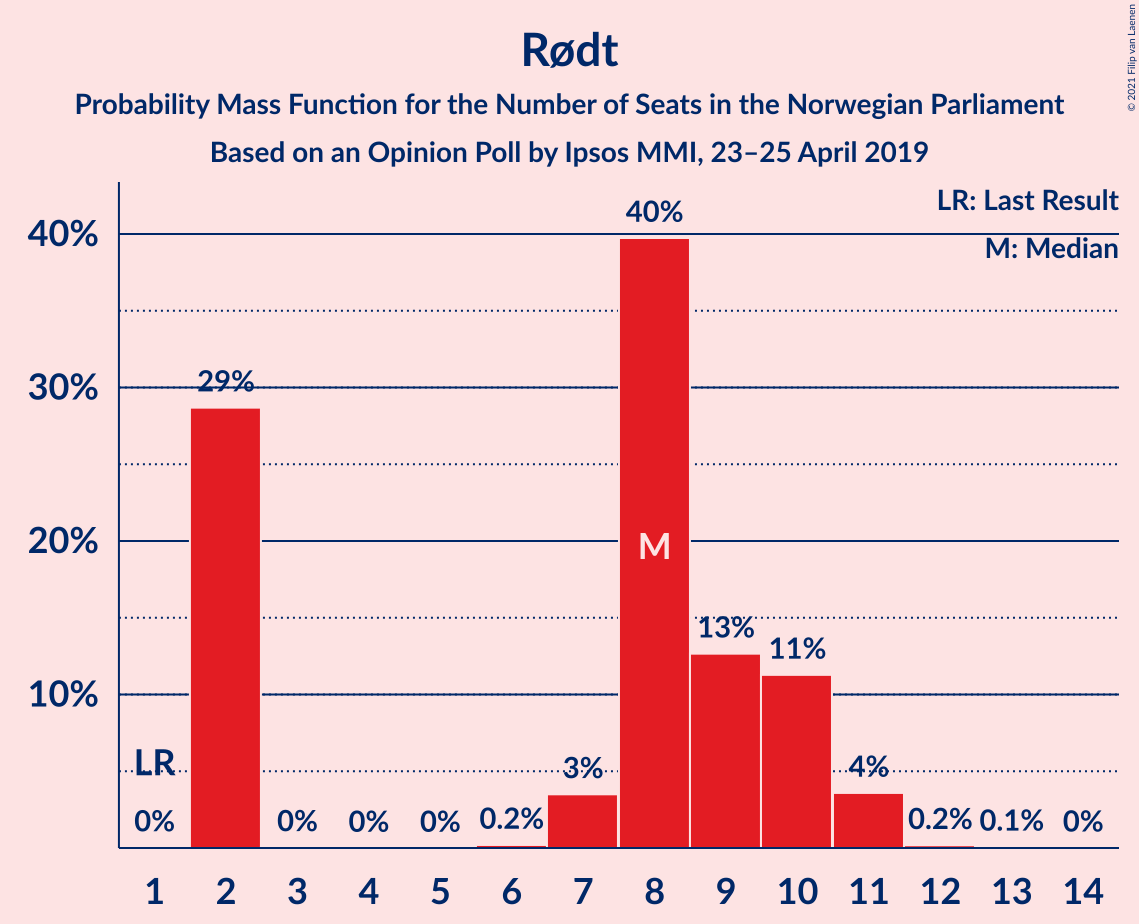 Rødt
Probability Mass Function for the Number of Seats in the Norwegian Parliament
Based on an Opinion Poll by Ipsos MMI, 23–25 April 2019
© 2021 Filip van Laenen
LR: Last Result
M: Median
40%
30%
20%
10%
LR
M
0%
29%
0%
0%
0%
0.2%
3%
40%
13%
11%
4%
0.2%
0.1%
0%
1 2 3 4 5 6 7 8 9 10 11 12 13 14